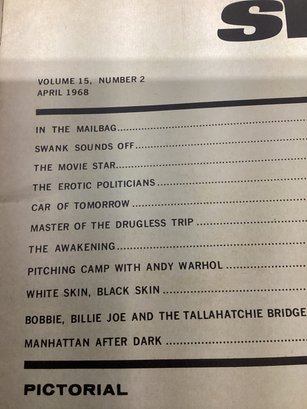 VOLUME 15, NUMBER 2
APRIL 1968
IN THE MAILBAG
SWANK SOUNDS OFF
THE MOVIE STAR
THE EROTIC POLITICIANS
CAR OF TOMORROW
MASTER OF THE DRUGLESS TRIP
THE AWAKENING
PITCHING CAMP WITH ANDY WARHOL
WHITE SKIN, BLACK SKIN
BOBBIE, BILLIE JOE AND THE TALLAHATCHIE BRIDGE
MANHATTAN AFTER DARK
PICTORIAL